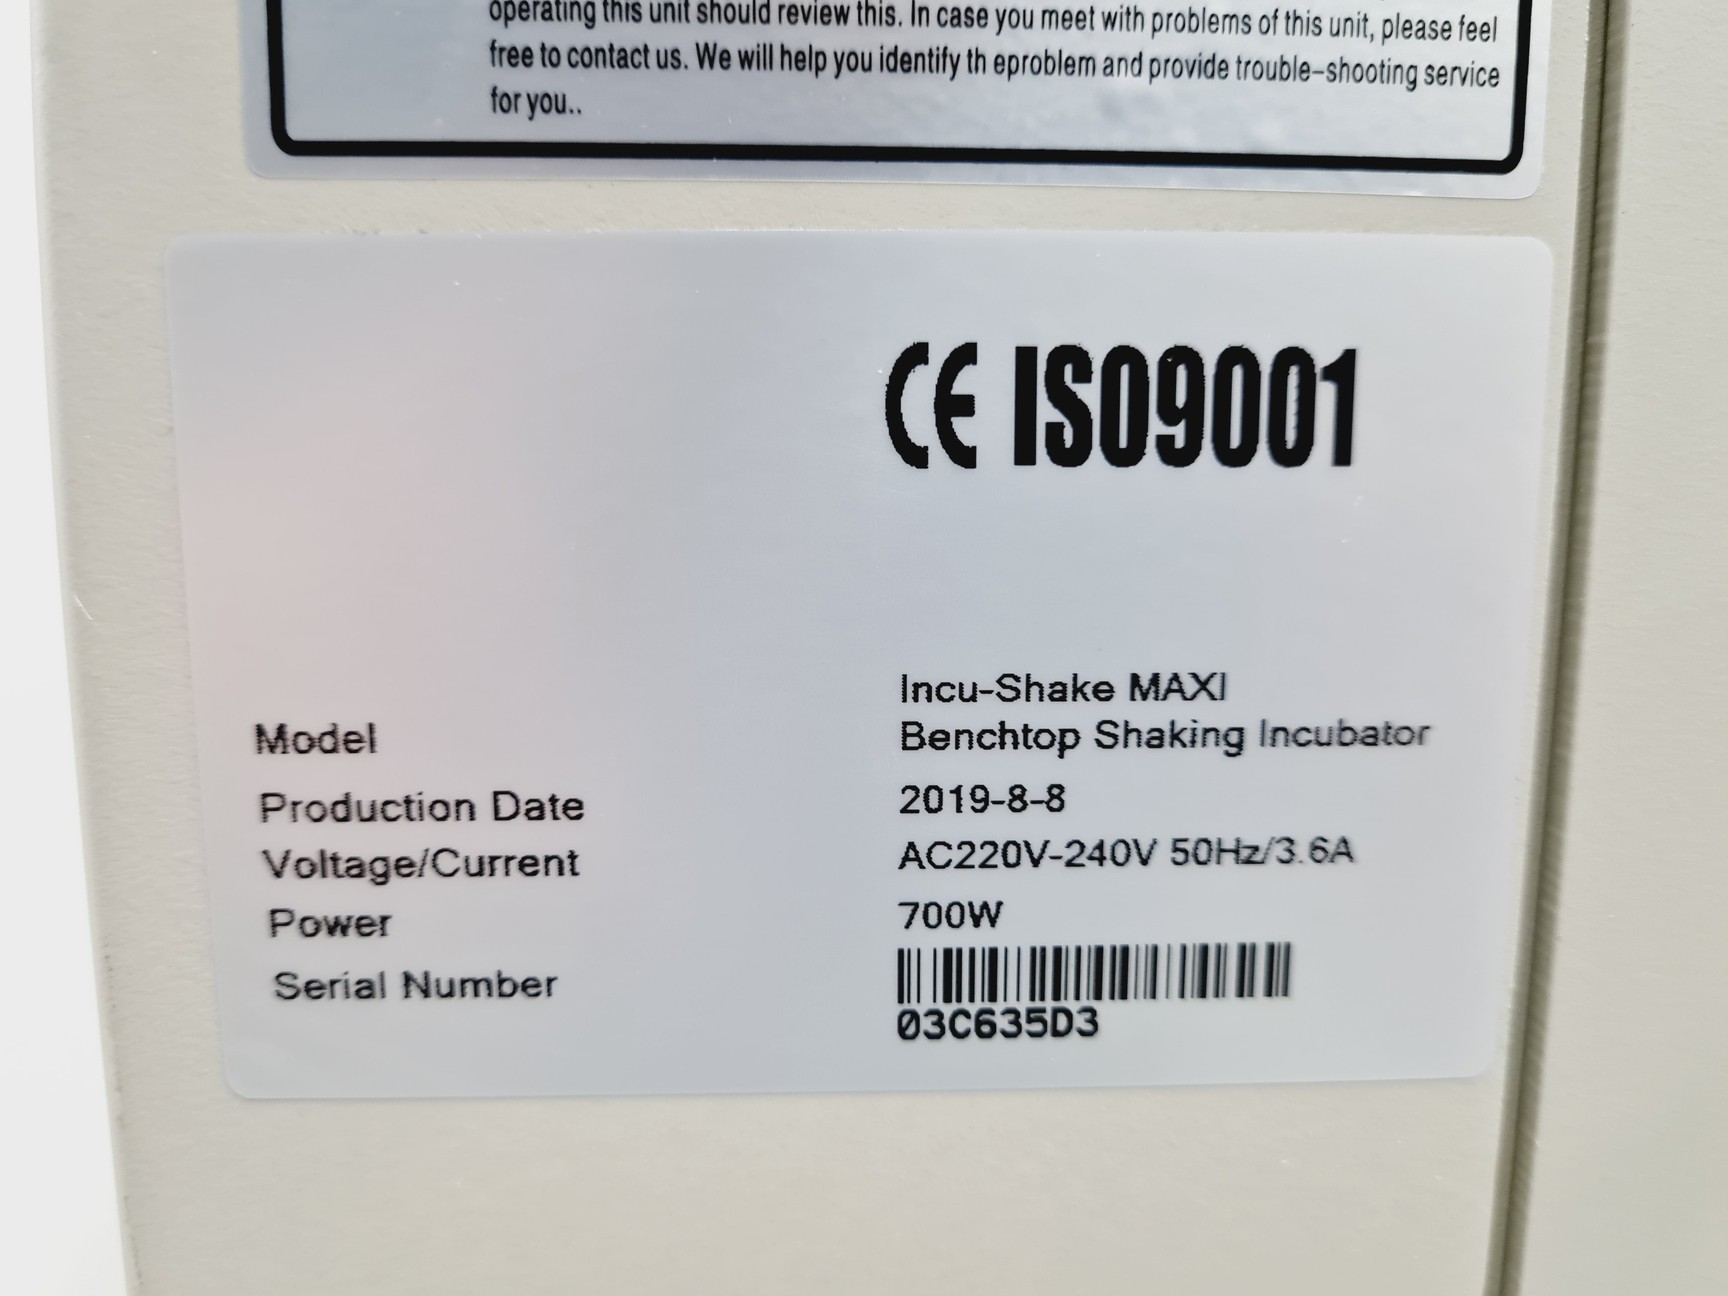 operating this unit should review this. In case you meet with problems of this unit, please feel
free to contact us. We will help you identify th eproblem and provide trouble-shooting service
for you..
CE ISO9001
Model Incu-Shake MAXI
Benchtop Shaking Incubator
Production Date 2019-8-8
Voltage/Current AC220V-240V 50Hz/3.6A
Power 700W
Serial Number 03C635D3